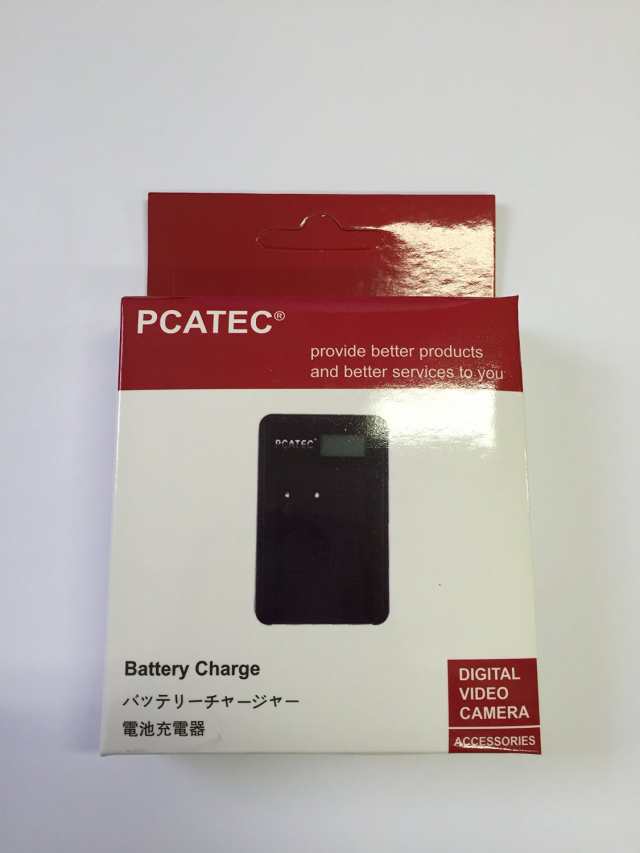 PCATEC®
provide better products
and better services to you
PCATEC
Battery Charge
バッテリーチャージャー
電池充電器
DIGITAL
VIDEO
CAMERA
ACCESSORIES